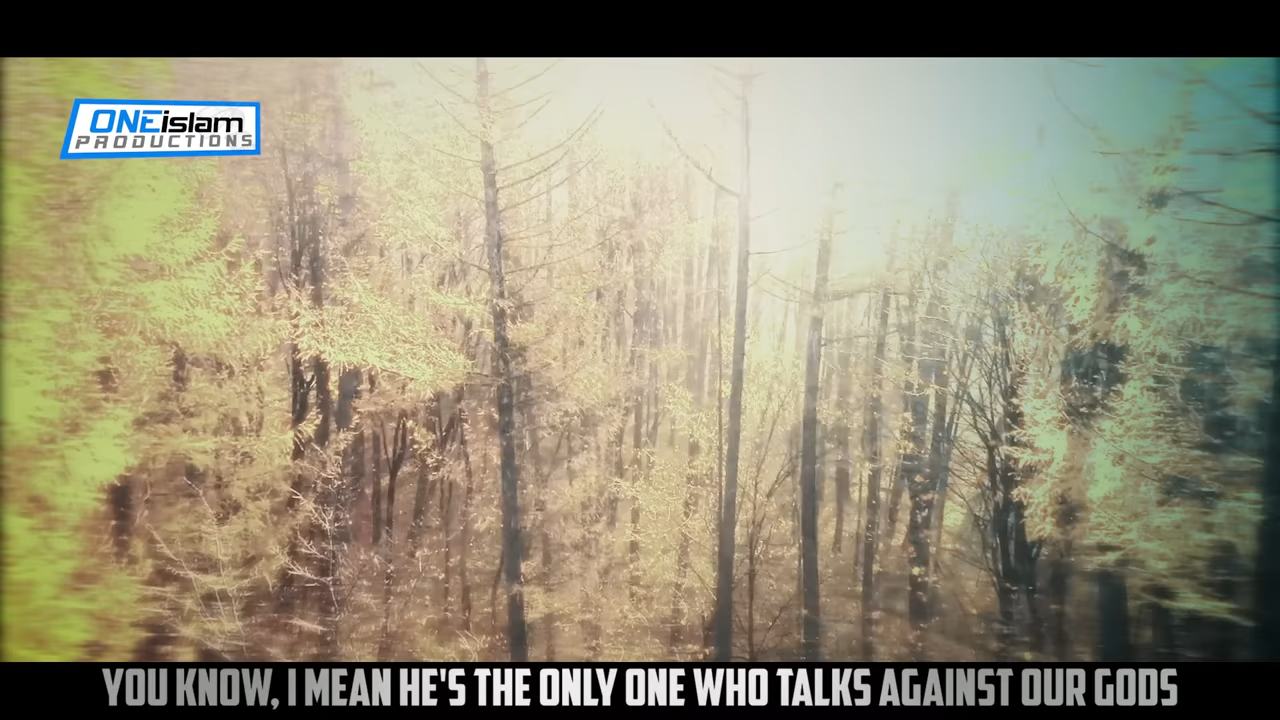 ONEislam
PRODUCTIONS
YOU KNOW, I MEAN HE'S THE ONLY ONE WHO TALKS AGAINST OUR GODS